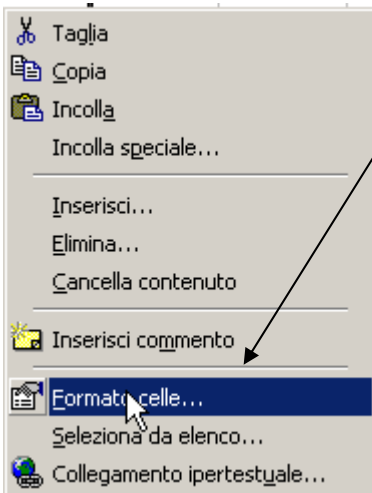 Taglia
Copia
Incolla
Incolla speciale...
Inserisci...
Elimina...
Cancella contenuto
Inserisci commento
Formato celle...
Seleziona da elenco...
Collegamento ipertestuale...